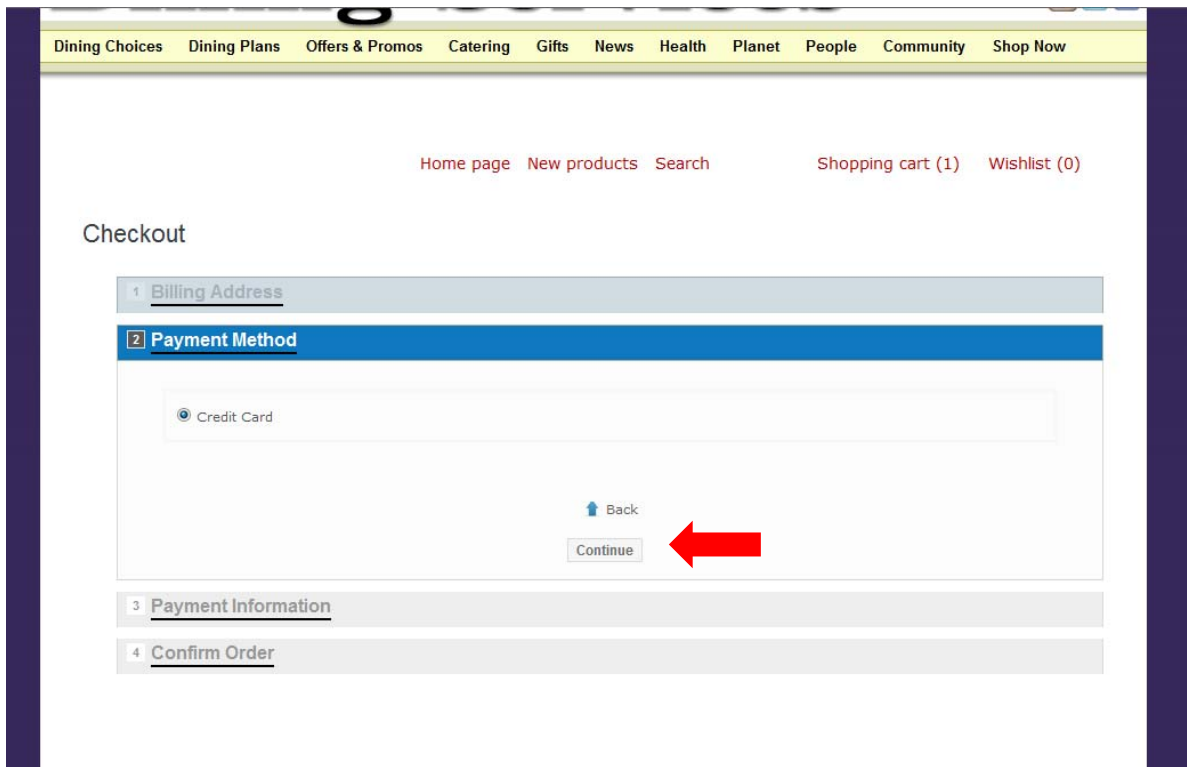 Dining Choices Dining Plans Offers & Promos Catering Gifts News Health Planet People Community Shop Now
Home page New products Search Shopping cart (1) Wishlist (0)
Checkout
1 Billing Address
2 Payment Method
Credit Card
Back
Continue
3 Payment Information
4 Confirm Order